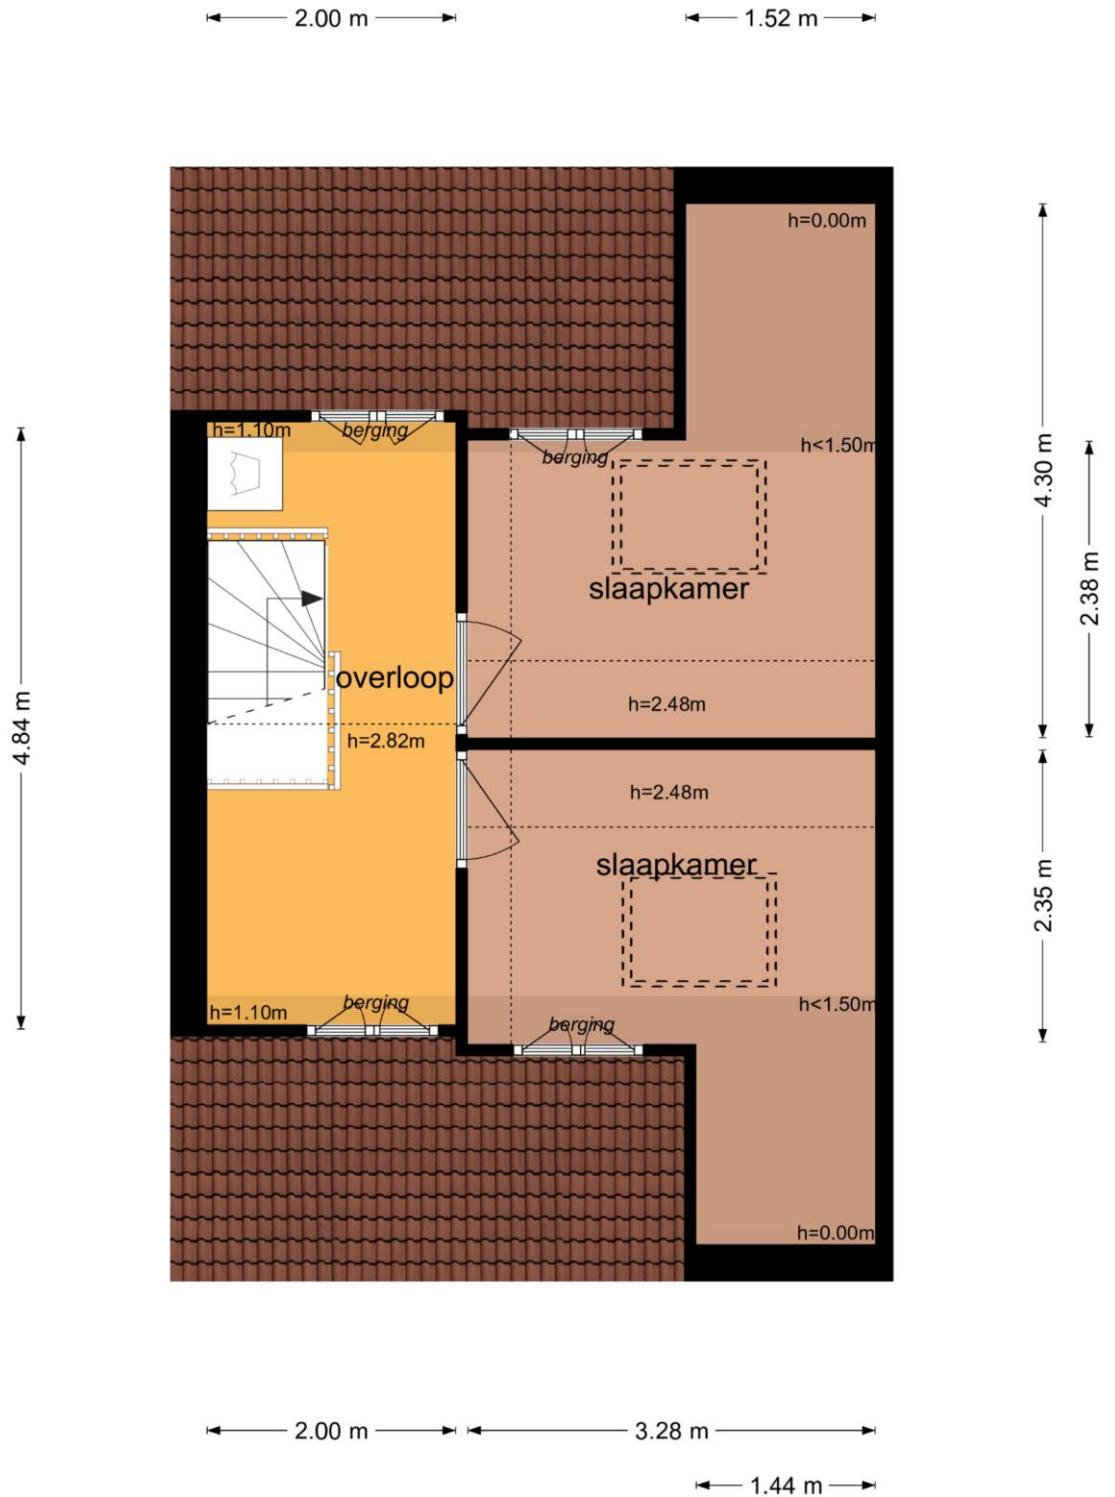 2.00 m
1.52 m
h=0.00m
h=1.10m
berging
h<1.50m
berging
4.30 m
2.38 m
slaapkamer
overloop
h=2.48m
4.84 m
h=2.82m
h=2.48m
slaapkamer
2.35 m
berging
h<1.50m
h=1.10m
berging
h=0.00m
2.00 m
3.28 m
1.44 m